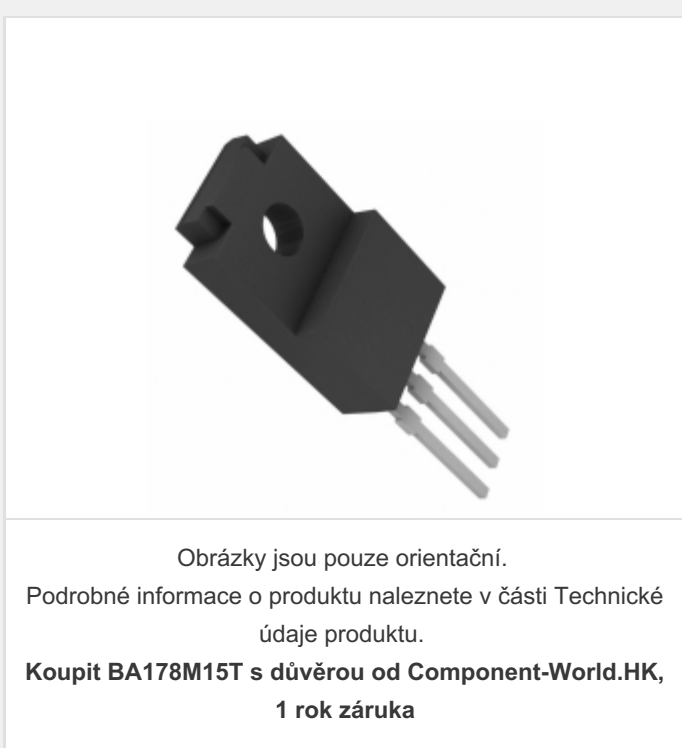 Obrázky jsou pouze orientační.
Podrobné informace o produktu naleznete v části Technické
údaje produktu.
Koupit BA178M15T s důvěrou od Component-World.HK,
1 rok záruka